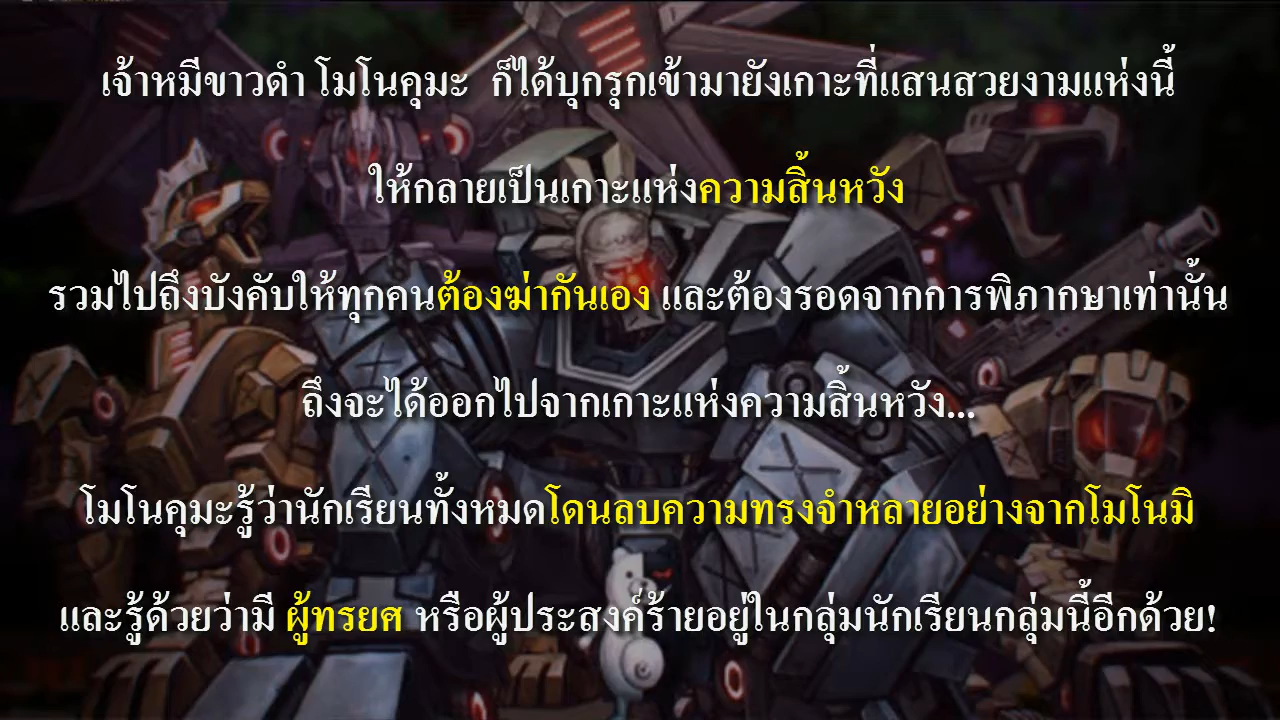 เจ้าหมีขาวดำ โมโนคุมะ ก็ได้บุกรุกเข้ามายังเกาะที่แสนสวยงามแห่งนี้
ให้กลายเป็นเกาะแห่งความสิ้นหวัง
รวมไปถึงบังคับให้ทุกคนต้องฆ่ากันเอง และต้องรอดจากการพิภากษาเท่านั้น
ถึงจะได้ออกไปจากเกาะแห่งความสิ้นหวัง...
โมโนคุมะรู้ว่านักเรียนทั้งหมดโดนลบความทรงจำหลายอย่างจากโมโนมิ
และรู้ด้วยว่ามี ผู้ทรยศ หรือผู้ประสงค์ร้ายอยู่ในกลุ่มนักเรียนกลุ่มนี้อีกด้วย!